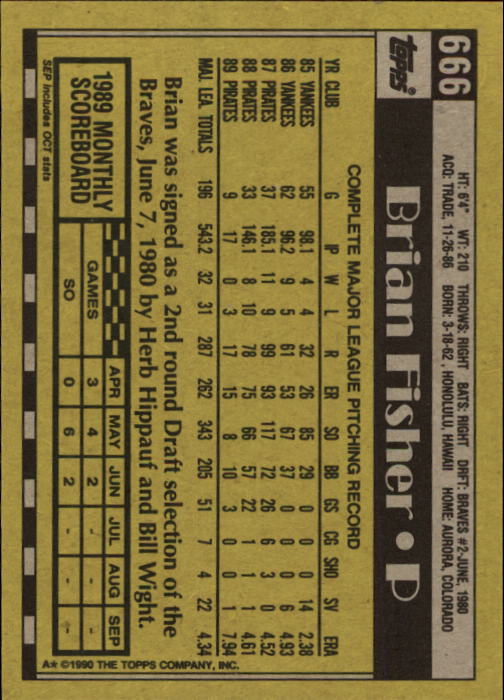 666
topps
HT: 6'4" WT: 210 THROWS: RIGHT BATS: RIGHT DRFT: BRAVES #2-JUNE, 1980
ACQ: TRADE, 11-26-86 BORN: 3-18-62, HONOLULU, HAWAII HOME: AURORA, COLORADO
Brian Fisher • P
COMPLETE MAJOR LEAGUE PITCHING RECORD
YR CLUB G IP W L R ER SO BB GS CG SHO SV ERA
85 YANKEES 55 98.1 4 4 32 26 85 29 0 0 0 14 2.38
86 YANKEES 62 96.2 9 5 61 53 67 37 0 0 0 6 4.93
87 PIRATES 37 185.1 11 9 99 93 117 72 26 6 3 0 4.52
88 PIRATES 33 146.1 8 10 78 75 66 57 22 1 1 1 4.61
89 PIRATES 9 17 0 3 17 15 8 10 3 0 0 1 7.94
MAJ. LEA. TOTALS 196 543.2 32 31 287 262 343 205 51 7 4 22 4.34
Brian was signed as a 2nd round Draft selection of the
Braves, June 7, 1980 by Herb Hippauf and Bill Wight.
1989 MONTHLY
SCOREBOARD
APR MAY JUN JUL AUG SEP
GAMES 3 4 2 - - -
SO 0 6 2 - - -
SEP includes OCT stats
A* ©1990 THE TOPPS COMPANY, INC.